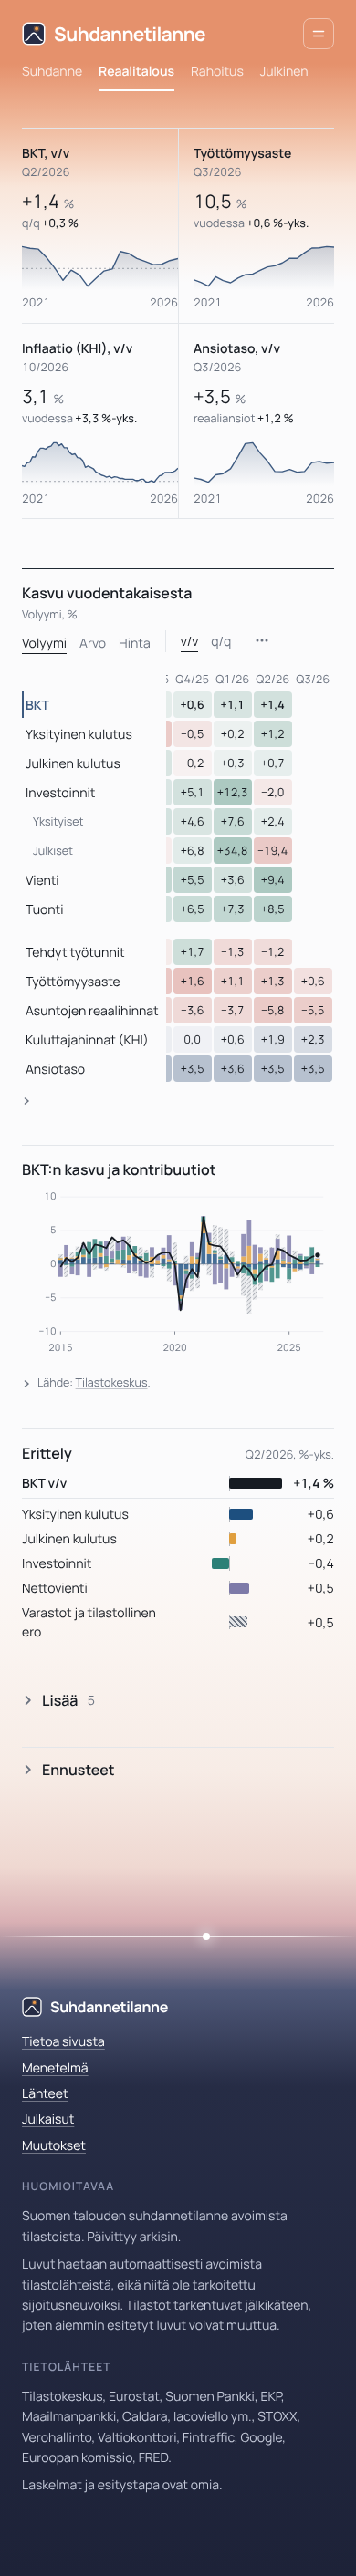 Suhdannetilanne
Suhdanne Reaalitalous Rahoitus Julkinen
BKT, v/v
Q2/2026
+1,4 %
q/q +0,3 %
2021 2026
Työttömyysaste
Q3/2026
10,5 %
vuodessa +0,6 %-yks.
2021 2026
Inflaatio (KHI), v/v
10/2026
3,1 %
vuodessa +3,3 %-yks.
2021 2026
Ansiotaso, v/v
Q3/2026
+3,5 %
reaaliansiot +1,2 %
2021 2026
Kasvu vuodentakaisesta
Volyymi, %
Volyymi Arvo Hinta v/v q/q ···
5 Q4/25 Q1/26 Q2/26 Q3/26
BKT +0,6 +1,1 +1,4
Yksityinen kulutus −0,5 +0,2 +1,2
Julkinen kulutus −0,2 +0,3 +0,7
Investoinnit +5,1 +12,3 −2,0
Yksityiset +4,6 +7,6 +2,4
Julkiset +6,8 +34,8 −19,4
Vienti +5,5 +3,6 +9,4
Tuonti +6,5 +7,3 +8,5
Tehdyt työtunnit +1,7 −1,3 −1,2
Työttömyysaste +1,6 +1,1 +1,3 +0,6
Asuntojen reaalihinnat −3,6 −3,7 −5,8 −5,5
Kuluttajahinnat (KHI) 0,0 +0,6 +1,9 +2,3
Ansiotaso +3,5 +3,6 +3,5 +3,5
BKT:n kasvu ja kontribuutiot
10
5
0
−5
−10
2015 2020 2025
Lähde: Tilastokeskus.
Erittely Q2/2026, %-yks.
BKT v/v +1,4 %
Yksityinen kulutus +0,6
Julkinen kulutus +0,2
Investoinnit −0,4
Nettovienti +0,5
Varastot ja tilastollinen
ero +0,5
Lisää 5
Ennusteet
Suhdannetilanne
Tietoa sivusta
Menetelmä
Lähteet
Julkaisut
Muutokset
HUOMIOITAVAA
Suomen talouden suhdannetilanne avoimista
tilastoista. Päivittyy arkisin.
Luvut haetaan automaattisesti avoimista
tilastolähteistä, eikä niitä ole tarkoitettu
sijoitusneuvoiksi. Tilastot tarkentuvat jälkikäteen,
joten aiemmin esitetyt luvut voivat muuttua.
TIETOLÄHTEET
Tilastokeskus, Eurostat, Suomen Pankki, EKP,
Maailmanpankki, Caldara, Iacoviello ym., STOXX,
Verohallinto, Valtiokonttori, Fintraffic, Google,
Euroopan komissio, FRED.
Laskelmat ja esitystapa ovat omia.